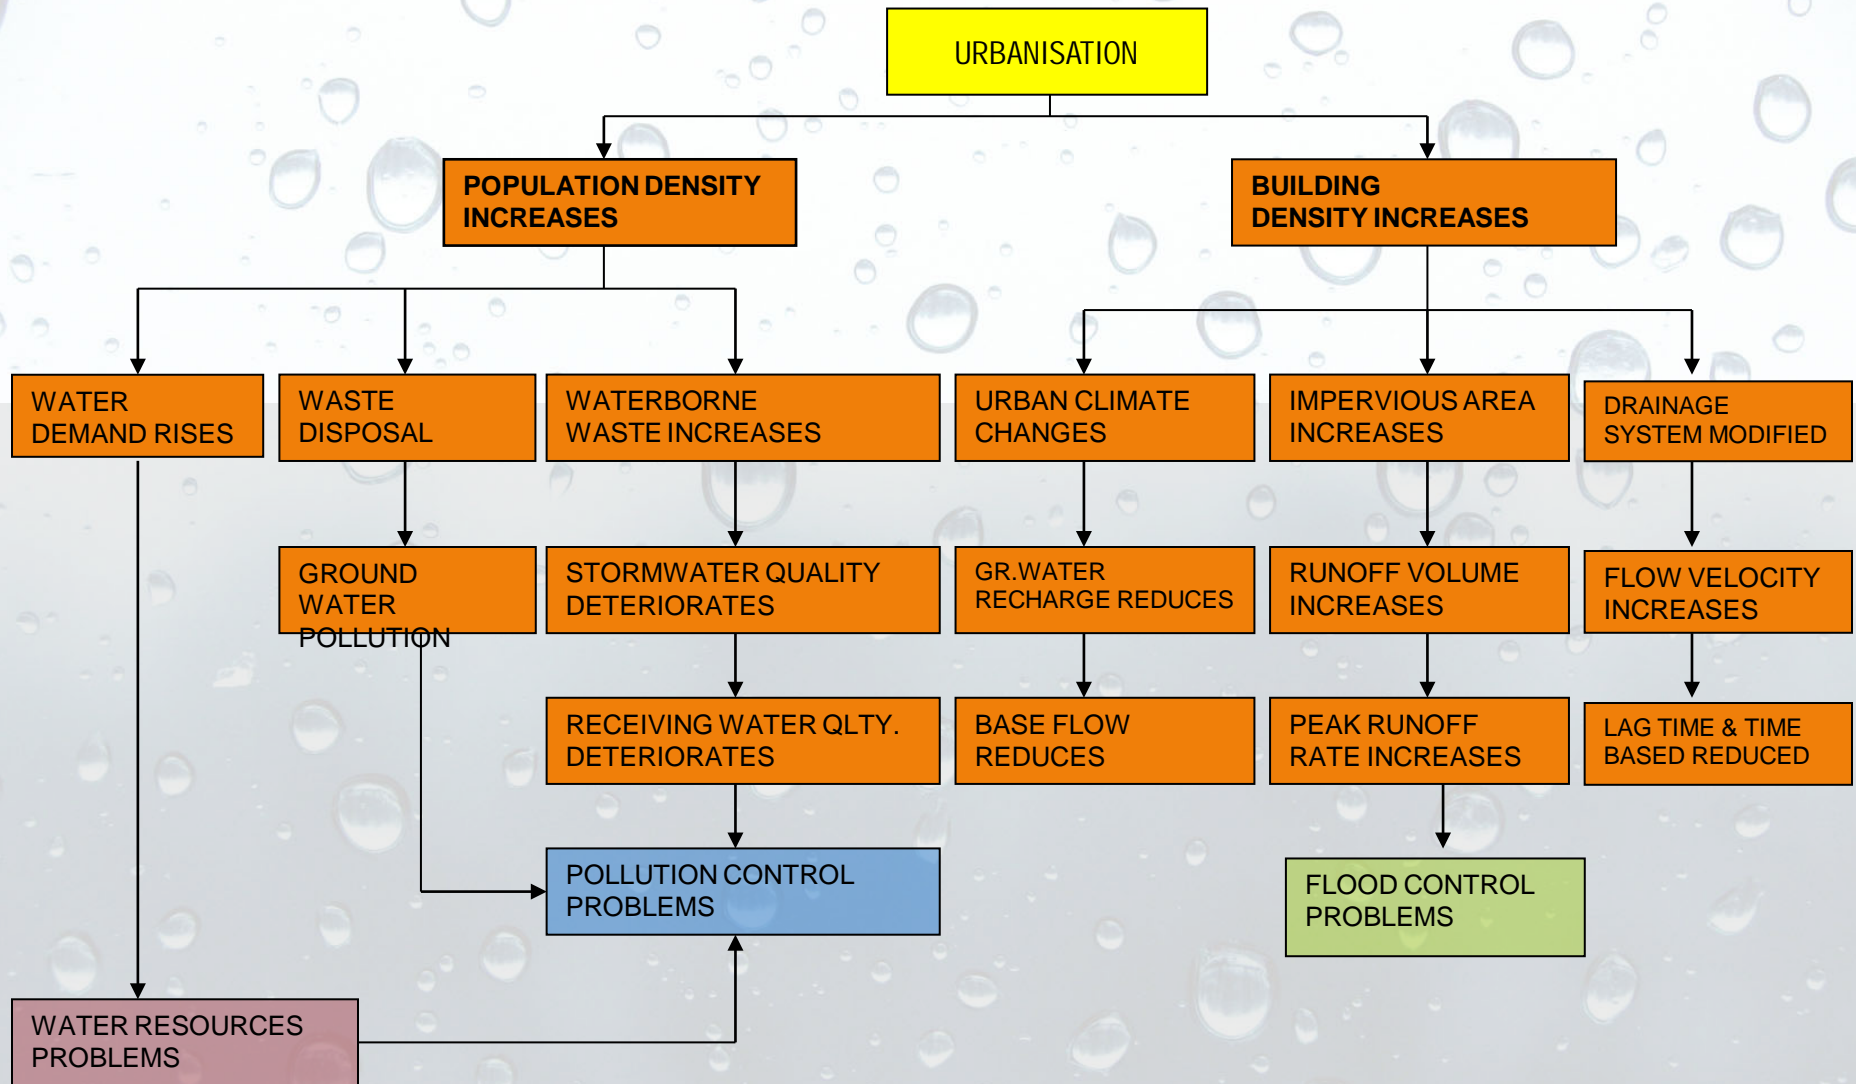 URBANISATION
POPULATION DENSITY
INCREASES
BUILDING
DENSITY INCREASES
WATER
DEMAND RISES
WASTE
DISPOSAL
WATERBORNE
WASTE INCREASES
URBAN CLIMATE
CHANGES
IMPERVIOUS AREA
INCREASES
DRAINAGE
SYSTEM MODIFIED
GROUND
WATER
POLLUTION
STORMWATER QUALITY
DETERIORATES
GR.WATER
RECHARGE REDUCES
RUNOFF VOLUME
INCREASES
FLOW VELOCITY
INCREASES
RECEIVING WATER QLTY.
DETERIORATES
BASE FLOW
REDUCES
PEAK RUNOFF
RATE INCREASES
LAG TIME & TIME
BASED REDUCED
POLLUTION CONTROL
PROBLEMS
FLOOD CONTROL
PROBLEMS
WATER RESOURCES
PROBLEMS